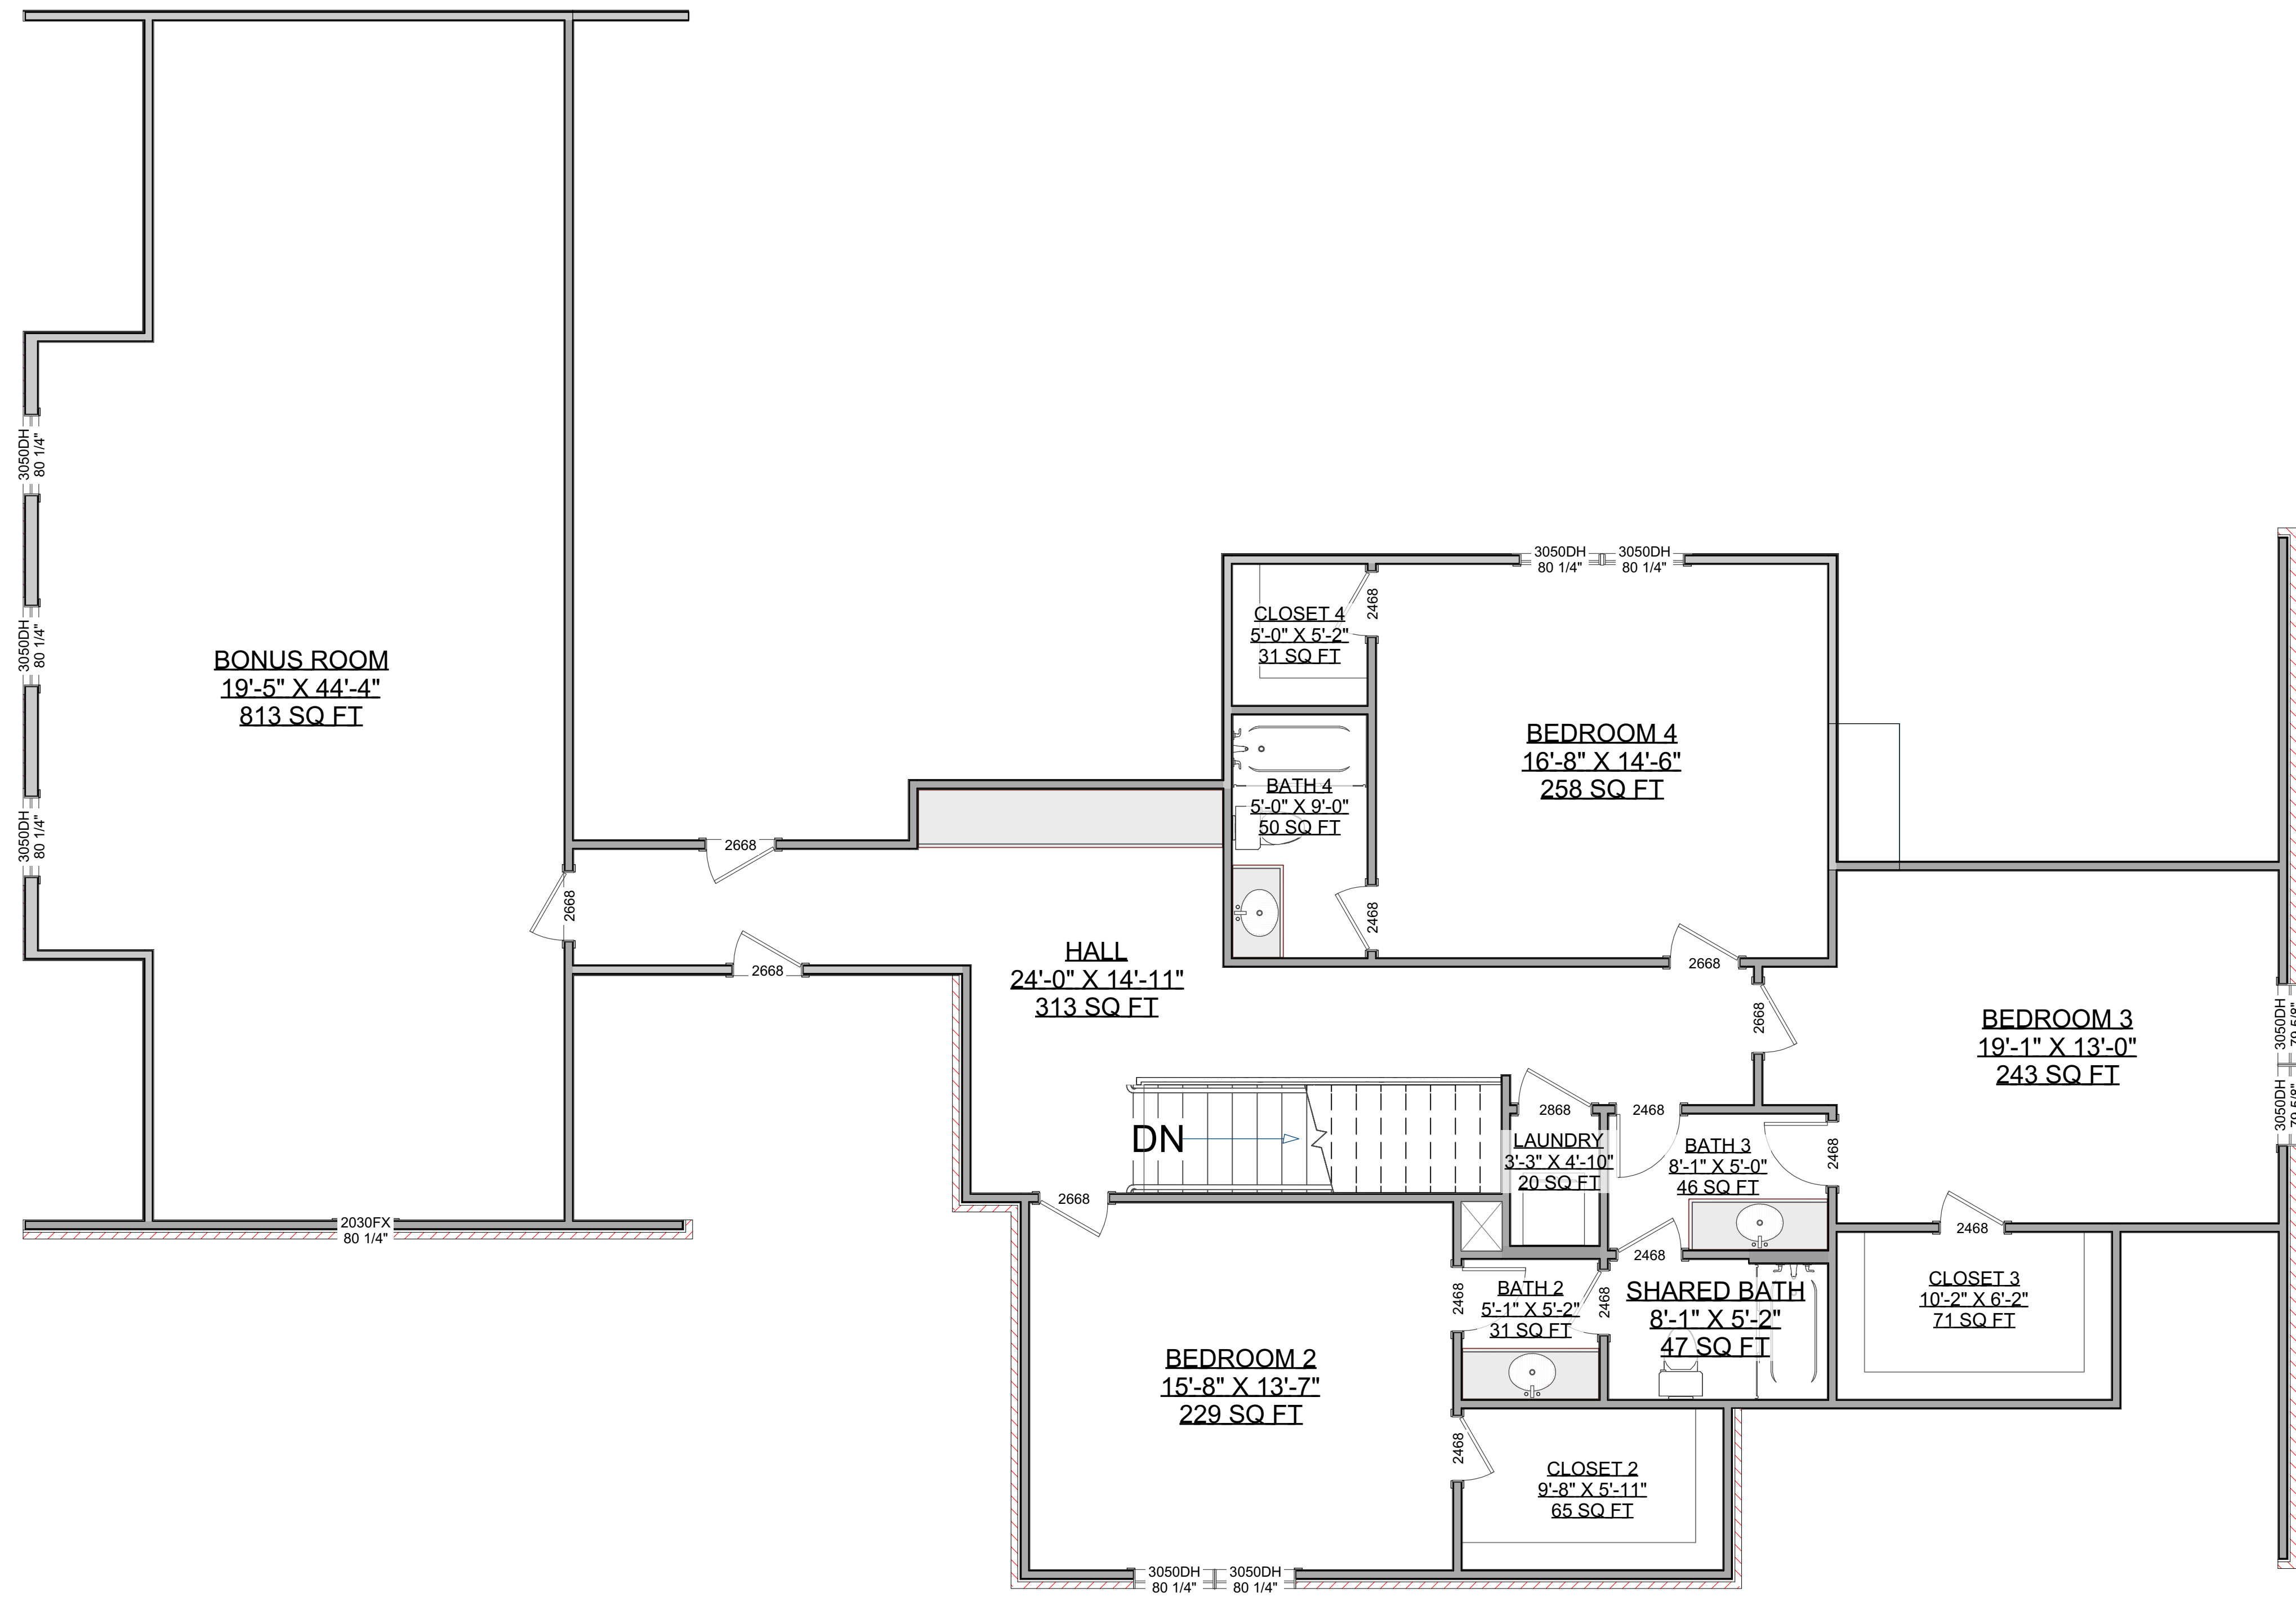 3050DH
80 1/4"
3050DH
80 1/4"
3050DH
80 1/4"
BONUS ROOM
19'-5" X 44'-4"
813 SQ FT
2030FX
80 1/4"
2668
2668
2668
HALL
24'-0" X 14'-11"
313 SQ FT
DN
2668
CLOSET 4
5'-0" X 5'-2"
31 SQ FT
2468
BATH 4
5'-0" X 9'-0"
50 SQ FT
2468
3050DH
80 1/4"
3050DH
80 1/4"
BEDROOM 4
16'-8" X 14'-6"
258 SQ FT
2668
2668
BEDROOM 3
19'-1" X 13'-0"
243 SQ FT
3050DH
79 5/8"
3050DH
79 5/8"
2868
LAUNDRY
3'-3" X 4'-10"
20 SQ FT
2468
BATH 3
8'-1" X 5'-0"
46 SQ FT
2468
2468
2468
CLOSET 3
10'-2" X 6'-2"
71 SQ FT
2468
BATH 2
5'-1" X 5'-2"
31 SQ FT
2468
SHARED BATH
8'-1" X 5'-2"
47 SQ FT
BEDROOM 2
15'-8" X 13'-7"
229 SQ FT
2468
CLOSET 2
9'-8" X 5'-11"
65 SQ FT
3050DH
80 1/4"
3050DH
80 1/4"